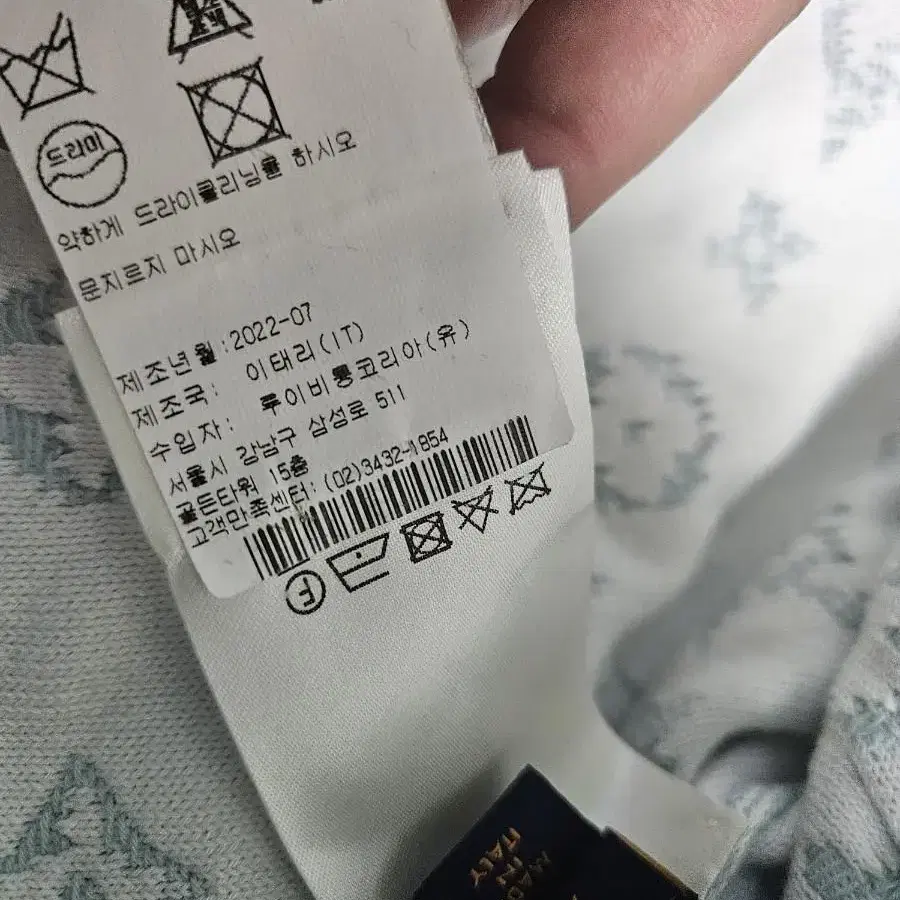 드라이
약하게 드라이클리닝을 하시오
문지르지 마시오
제조년월:2022-07
제조국: 이태리(IT)
수입자: 루이비통코리아(유)
서울시 강남구 삼성로 511
골든타워 15층
고객만족센터:(02)3432-1854
F
MADE
IN
ITALY